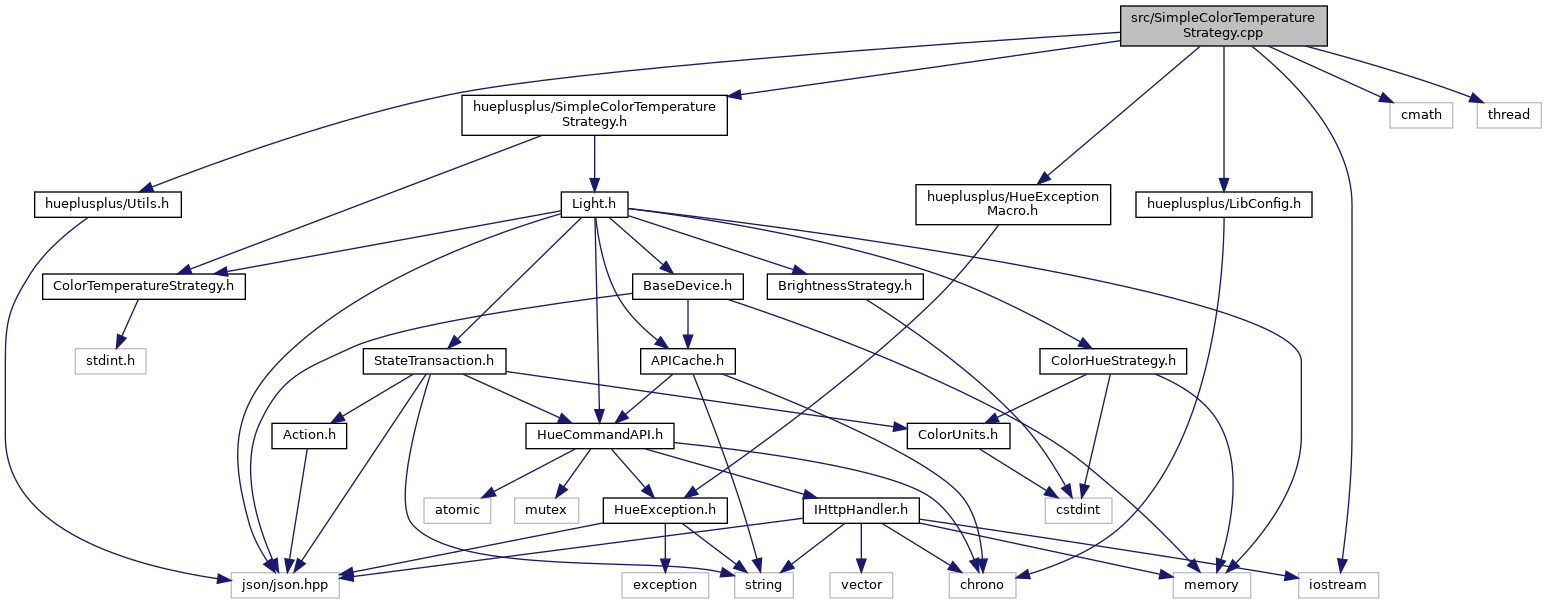 src/SimpleColorTemperature
Strategy.cpp
hueplusplus/SimpleColorTemperature
Strategy.h
cmath
thread
hueplusplus/Utils.h
Light.h
hueplusplus/HueException
Macro.h
hueplusplus/LibConfig.h
ColorTemperatureStrategy.h
BaseDevice.h
BrightnessStrategy.h
stdint.h
StateTransaction.h
APICache.h
ColorHueStrategy.h
Action.h
HueCommandAPI.h
ColorUnits.h
atomic
mutex
HueException.h
IHttpHandler.h
cstdint
json/json.hpp
exception
string
vector
chrono
memory
iostream